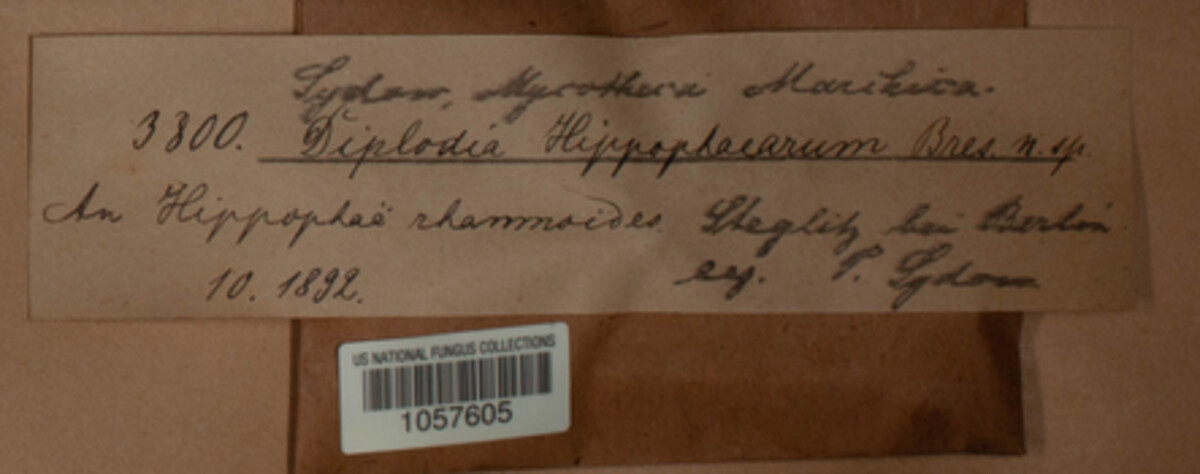 Sydow, Mycotheca Marchica.
3800. Diplodia Hippophaearum Bres. n. sp.
An Hippophaë rhamnoides. Steglitz bei Berlin
10. 1892. leg. P. Sydow.
US NATIONAL FUNGUS COLLECTIONS
1057605